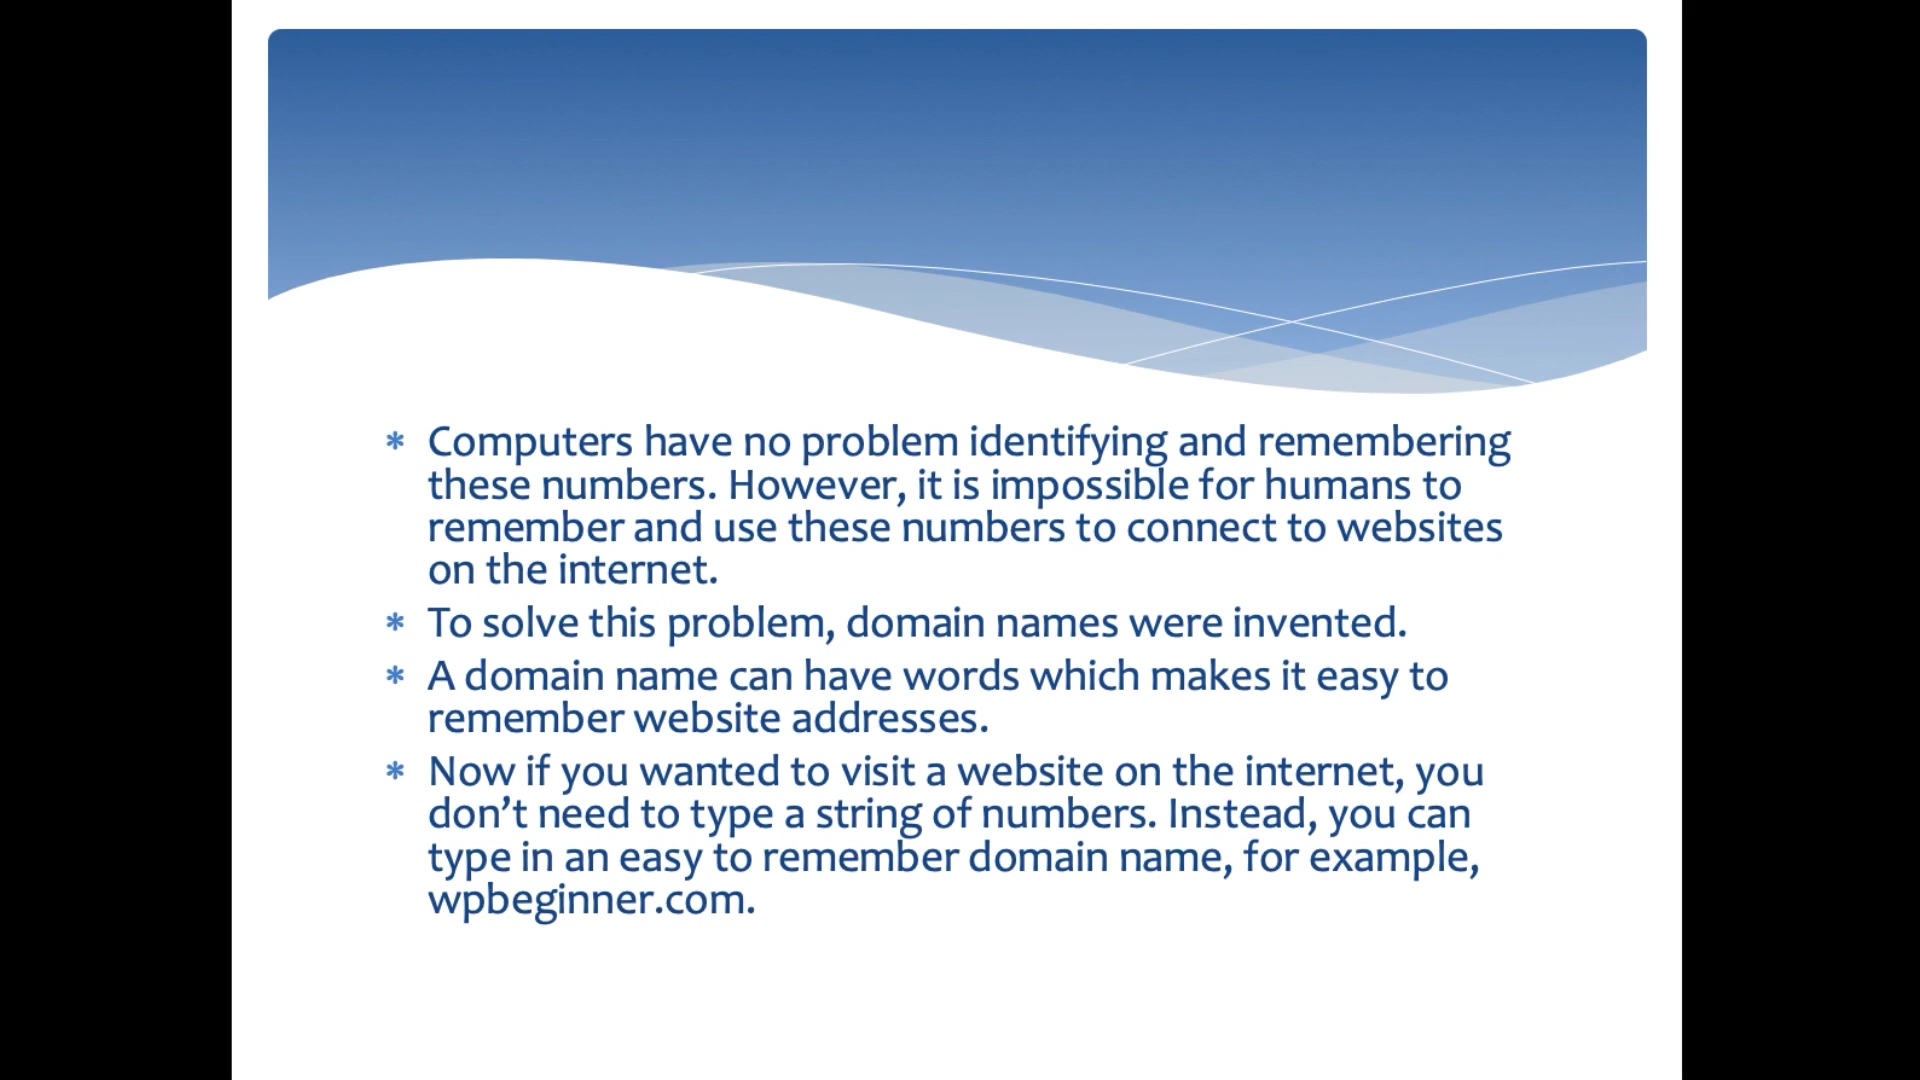 * Computers have no problem identifying and remembering
these numbers. However, it is impossible for humans to
remember and use these numbers to connect to websites
on the internet.
* To solve this problem, domain names were invented.
* A domain name can have words which makes it easy to
remember website addresses.
* Now if you wanted to visit a website on the internet, you
don’t need to type a string of numbers. Instead, you can
type in an easy to remember domain name, for example,
wpbeginner.com.